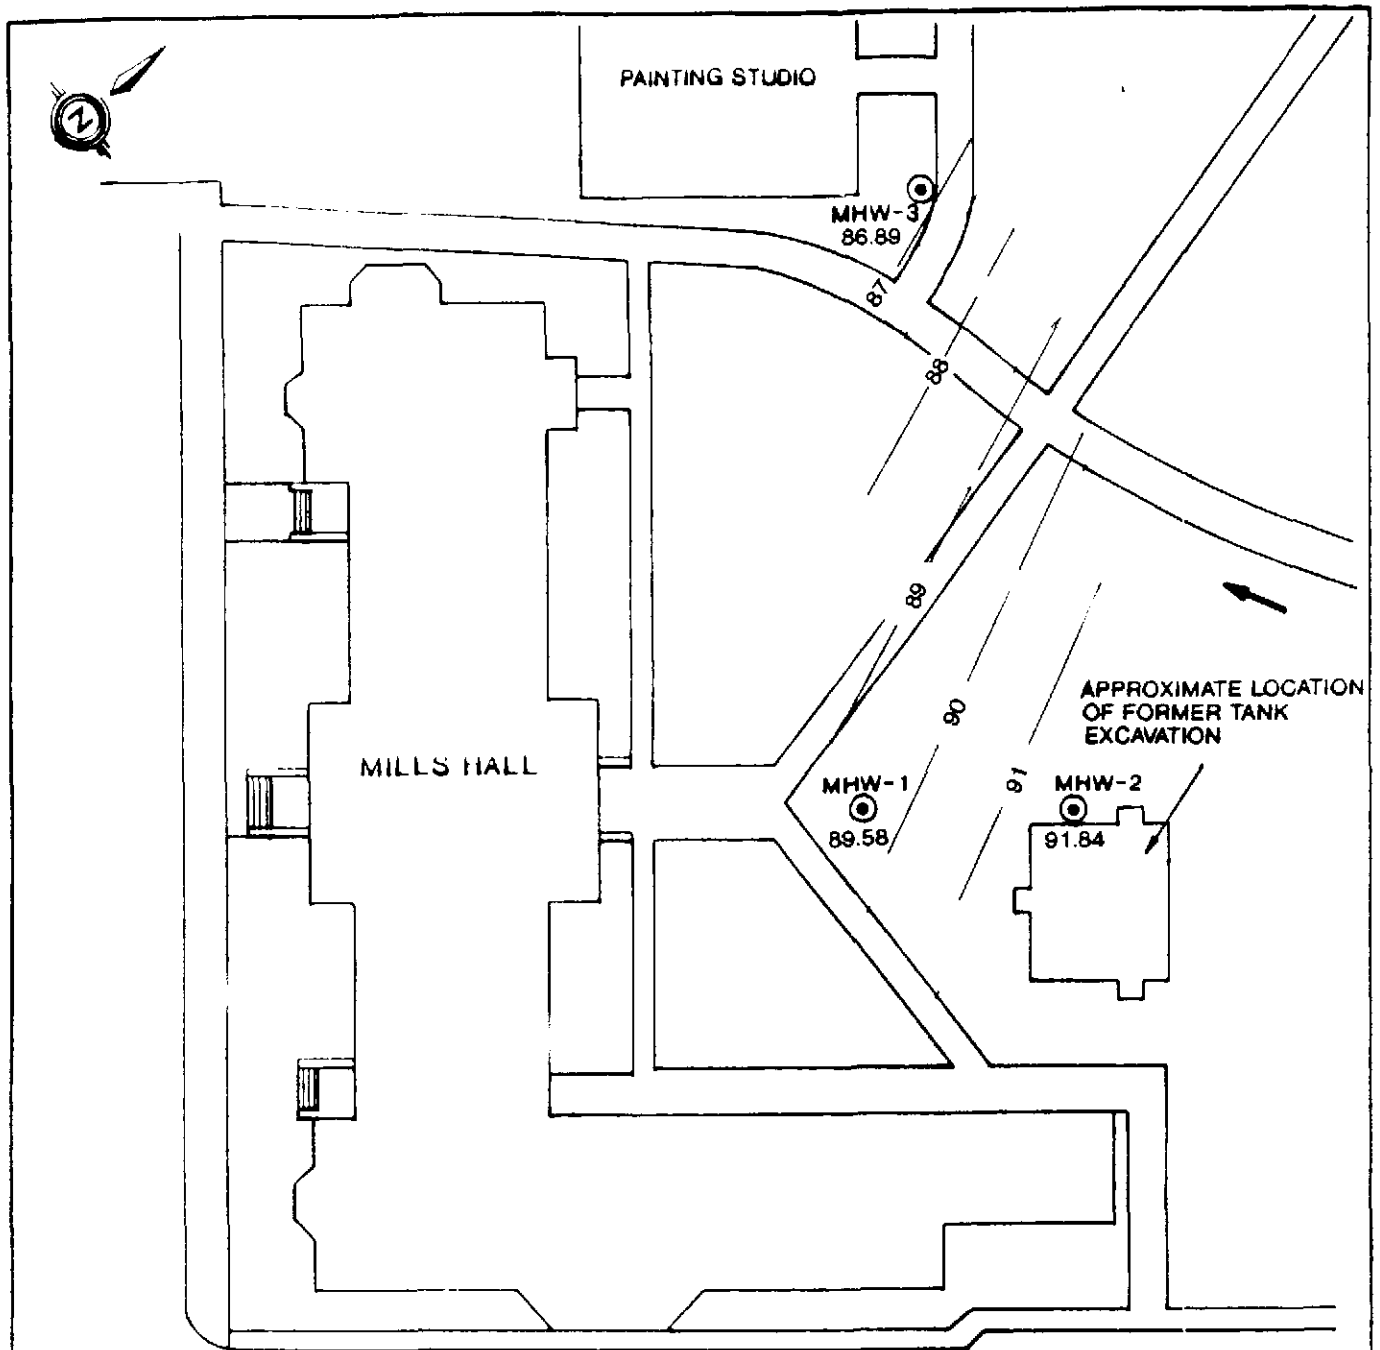 PAINTING STUDIO
N
MHW-3
86.89
87
88
89
90
91
APPROXIMATE LOCATION
OF FORMER TANK
EXCAVATION
MILLS HALL
MHW-1
89.58
MHW-2
91.84